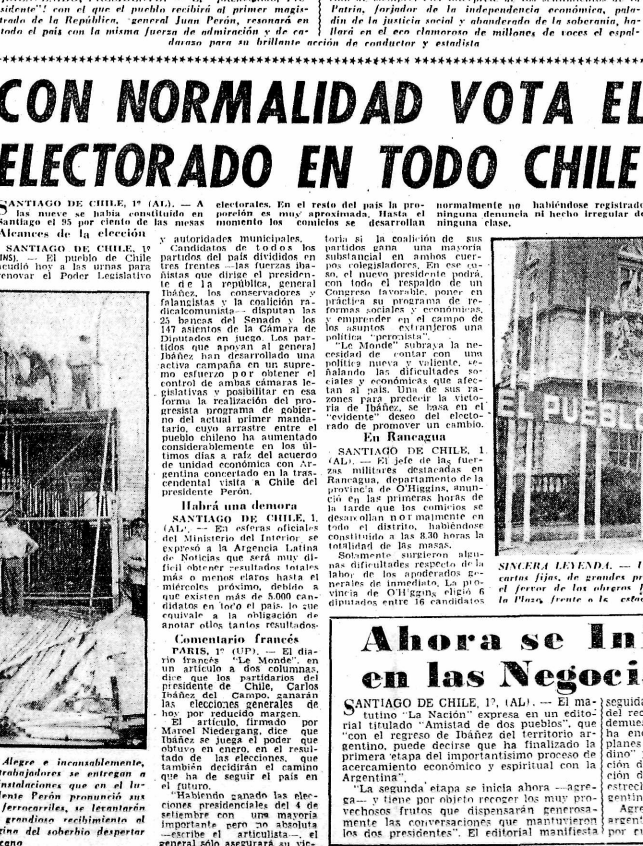 sidente"! con el que el pueblo recibirá al primer magis-
trado de la República, general Juan Perón, resonará en
todo el país con la misma fuerza de admiración y de ca-
Patria, forjador de la independencia económica, pala-
dín de la justicia social y abanderado de la soberanía, ha-
llará en el eco clamoroso de millones de voces el espal-
darazo para su brillante acción de conductor y estadista
CON NORMALIDAD VOTA EL
ELECTORADO EN TODO CHILE
SANTIAGO DE CHILE, 1º (AL). — A
las nueve se había constituído en
Santiago el 95 por ciento de las mesas
electorales. En el resto del país la pro-
porción es muy aproximada. Hasta el
momento los comicios se desarrollan
normalmente no habiéndose registrado
ninguna denuncia ni hecho irregular de
ninguna clase.
Alcances de la elección
SANTIAGO DE CHILE, 1º
(INS). — El pueblo de Chile
acudió hoy a las urnas para
renovar el Poder Legislativo
y autoridades municipales.
Candidatos de todos los
partidos del país divididos en
tres frentes —las fuerzas iba-
ñistas que dirige el presiden-
te de la república, general
Ibáñez, los conservadores y
falangistas y la coalición ra-
dicalcomunista— disputan las
25 bancas del Senado y los
147 asientos de la Cámara de
Diputados en juego. Los par-
tidos que apoyan al general
Ibáñez han desarrollado una
activa campaña en un supre-
mo esfuerzo por obtener el
control de ambas cámaras le-
gislativas y posibilitar en esa
forma la realización del pro-
gresista programa de gobier-
no del actual primer manda-
tario, cuyo arrastre entre el
pueblo chileno ha aumentado
considerablemente en los úl-
timos días a raíz del acuerdo
de unidad económica con Ar-
gentina concertado en la tras-
cendental visita a Chile del
presidente Perón.
Habrá una demora
SANTIAGO DE CHILE, 1.
(AL). — En esferas oficiales
del Ministerio del Interior se
expresó a la Argencia Latina
de Noticias que será muy di-
fícil obtener resultados totales
más o menos claros hasta el
miércoles próximo, debido a
que existen más de 5.000 can-
didatos en todo el país, lo que
equivale a la obligación de
anotar otros tantos resultados.
Comentario francés
PARIS, 1º (UP). — El dia-
rio francés "Le Monde", en
un artículo a dos columnas,
dice que los partidarios del
presidente de Chile, Carlos
Ibáñez del Campo, ganarán
las elecciones generales de
hoy por reducido margen.
El artículo, firmado por
Marcel Niedergang, dice que
Ibáñez se juega el poder que
obtuvo en enero, en el resul-
tado de las elecciones, que
también decidirán el camino
que ha de seguir el país en
el futuro.
"Habiendo ganado las elec-
ciones presidenciales del 4 de
setiembre con una mayoría
importante pero no absoluta
—escribe el articulista—, el
general sólo asegurará su vic-
toria si la coalición de sus
partidos gana una mayoría
substancial en ambos cuer-
pos colegisladores. En ese ca-
so, el nuevo presidente podrá,
con todo el respaldo de un
Congreso favorable, poner en
práctica su programa de re-
formas sociales y económicas,
y emprender en el campo de
los asuntos extranjeros una
política "peronista".
"Le Monde" subraya la ne-
cesidad de contar con una
política nueva y valiente, se-
ñalando las dificultades so-
ciales y económicas que afec-
tan al país. Una de sus ra-
zones para predecir la victo-
ria de Ibáñez, se basa en el
"evidente" deseo del electo-
rado de promover un cambio.
En Rancagua
SANTIAGO DE CHILE, 1.
(AL). — El jefe de las fuer-
zas militares destacadas en
Rancagua, departamento de la
provincia de O'Higgins, anun-
ció en las primeras horas de
la tarde que los comicios se
desarrollan normalmente en
todo el distrito, habiéndose
constituido a las 8.30 horas la
totalidad de las masas.
Solamente surgieron algu-
nas dificultades respecto de la
labor de los apoderados ge-
nerales de inmediato. La pro-
vincia de O'Higgins eligió 6
diputados entre 16 candidatos
EL PUEBLO
SINCERA LEYENDA. —
cartas fijas, de grandes pr
el fervor de los obreros
la Plaza, frente a la esta
Alegre e incansablemente,
trabajadores se entregan a
instalaciones que en el lu-
dente Perón pronunció sus
ferrocarriles, se levantarán
grandioso recibimiento al
gina del soberbio despertar
cano
Ahora se In
en las Negoci
SANTIAGO DE CHILE, 1º, (AL). — El ma-
tutino "La Nación" expresa en un edito-
rial titulado "Amistad de dos pueblos", que
"con el regreso de Ibáñez del territorio ar-
gentino, puede decirse que ha finalizado la
primera etapa del importantísimo proceso de
acercamiento económico y espiritual con la
Argentina".
"La segunda etapa se inicia ahora —agre-
ga— y tiene por objeto recoger los muy pro-
vechosos frutos que dispensarán generosa-
mente las conversaciones que mantuvieron
los dos presidentes". El editorial manifiesta
seguida
del rec
demues
ha enc
planes
dino"
ción d
ción d
estrech
gentin
Agre
argent
por cu